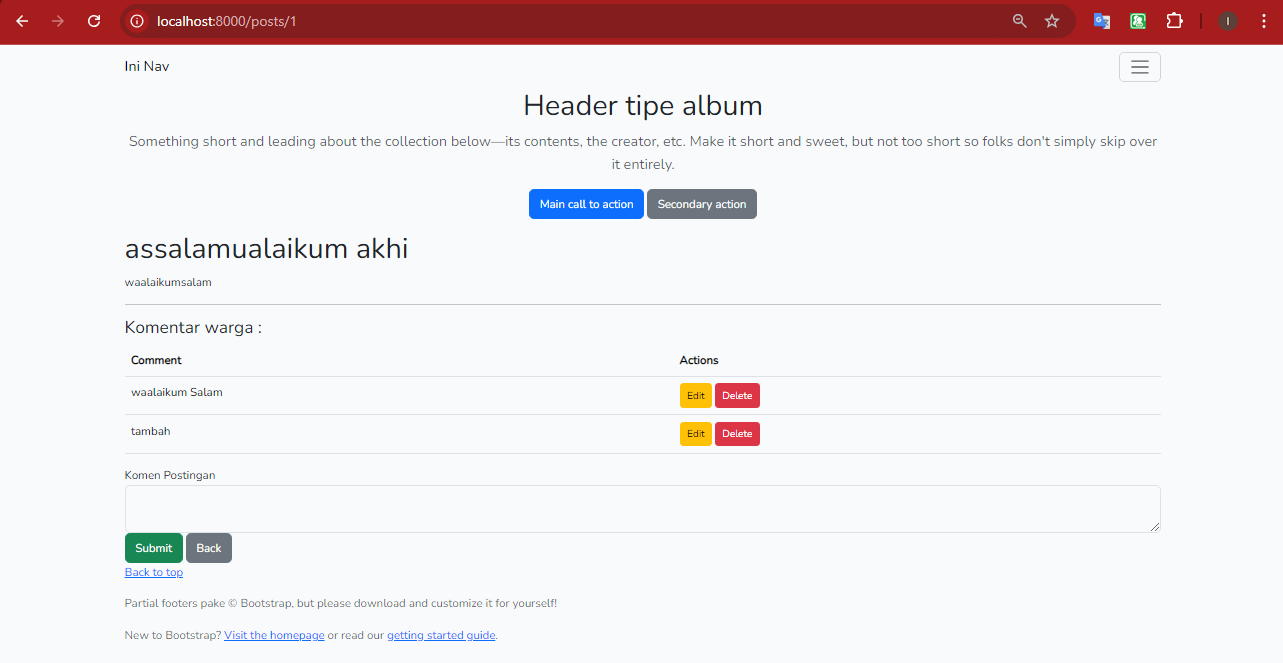 localhost:8000/posts/1
I
Ini Nav
Header tipe album
Something short and leading about the collection below—its contents, the creator, etc. Make it short and sweet, but not too short so folks don't simply skip over
it entirely.
Main call to action Secondary action
assalamualaikum akhi
waalaikumsalam
Komentar warga :
Comment Actions
waalaikum Salam Edit Delete
tambah Edit Delete
Komen Postingan
Submit Back
Back to top
Partial footers pake © Bootstrap, but please download and customize it for yourself!
New to Bootstrap? Visit the homepage or read our getting started guide.